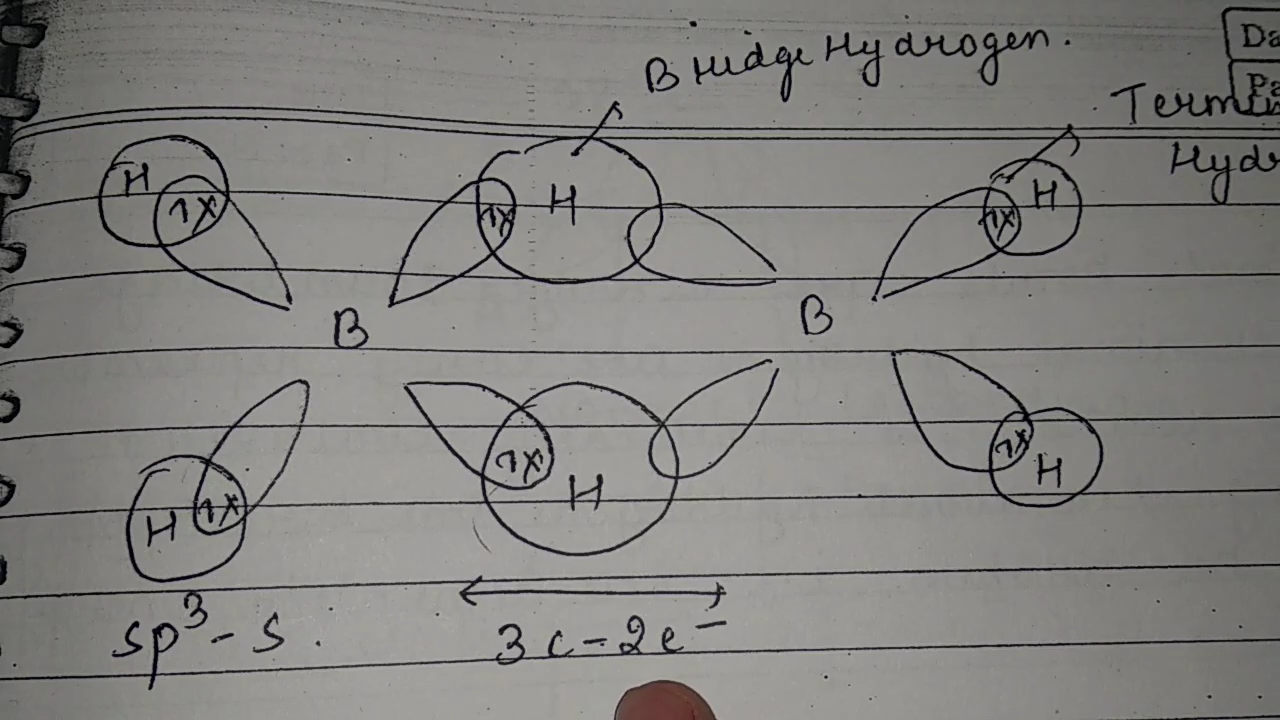 Bridge Hydrogen.
H
1X
1X
H
1X
H
B
B
H
1X
1X
H
1X
H
sp³-s.
3c-2e⁻